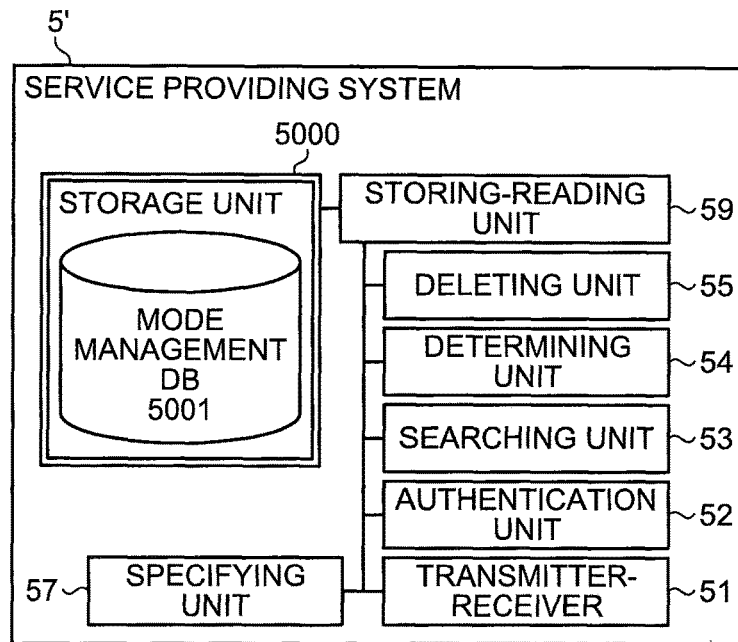 5'
SERVICE PROVIDING SYSTEM
5000
STORAGE UNIT
MODE
MANAGEMENT
DB
5001
STORING-READING
UNIT
59
DELETING UNIT
55
DETERMINING
UNIT
54
SEARCHING UNIT
53
AUTHENTICATION
UNIT
52
57
SPECIFYING
UNIT
TRANSMITTER-
RECEIVER
51